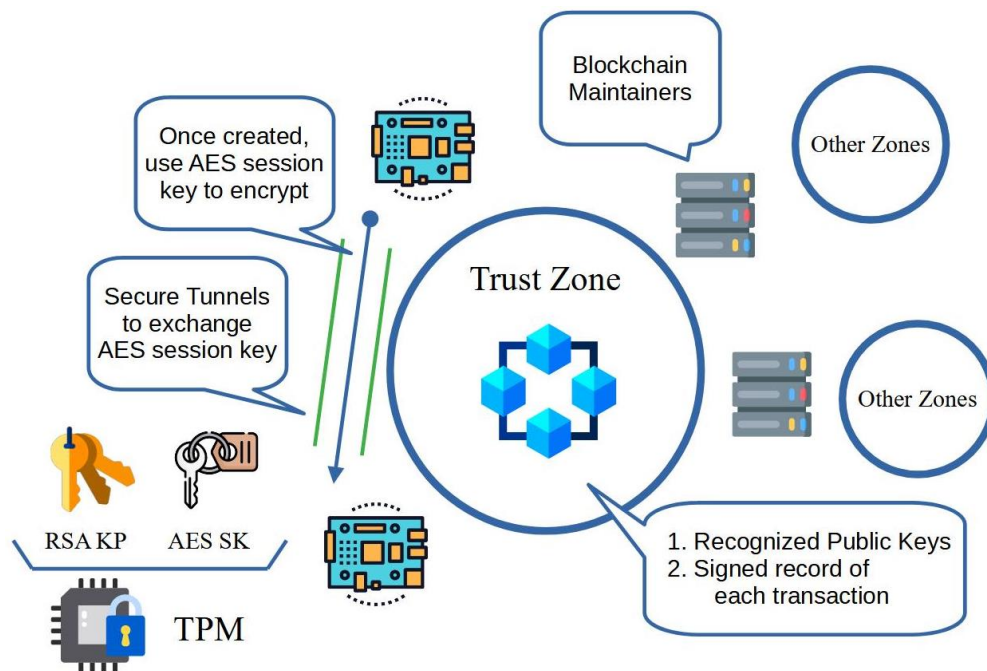 Blockchain
Maintainers
Other Zones
Once created,
use AES session
key to encrypt
Trust Zone
Secure Tunnels
to exchange
AES session key
Other Zones
RSA KP
AES SK
1. Recognized Public Keys
2. Signed record of
each transaction
TPM